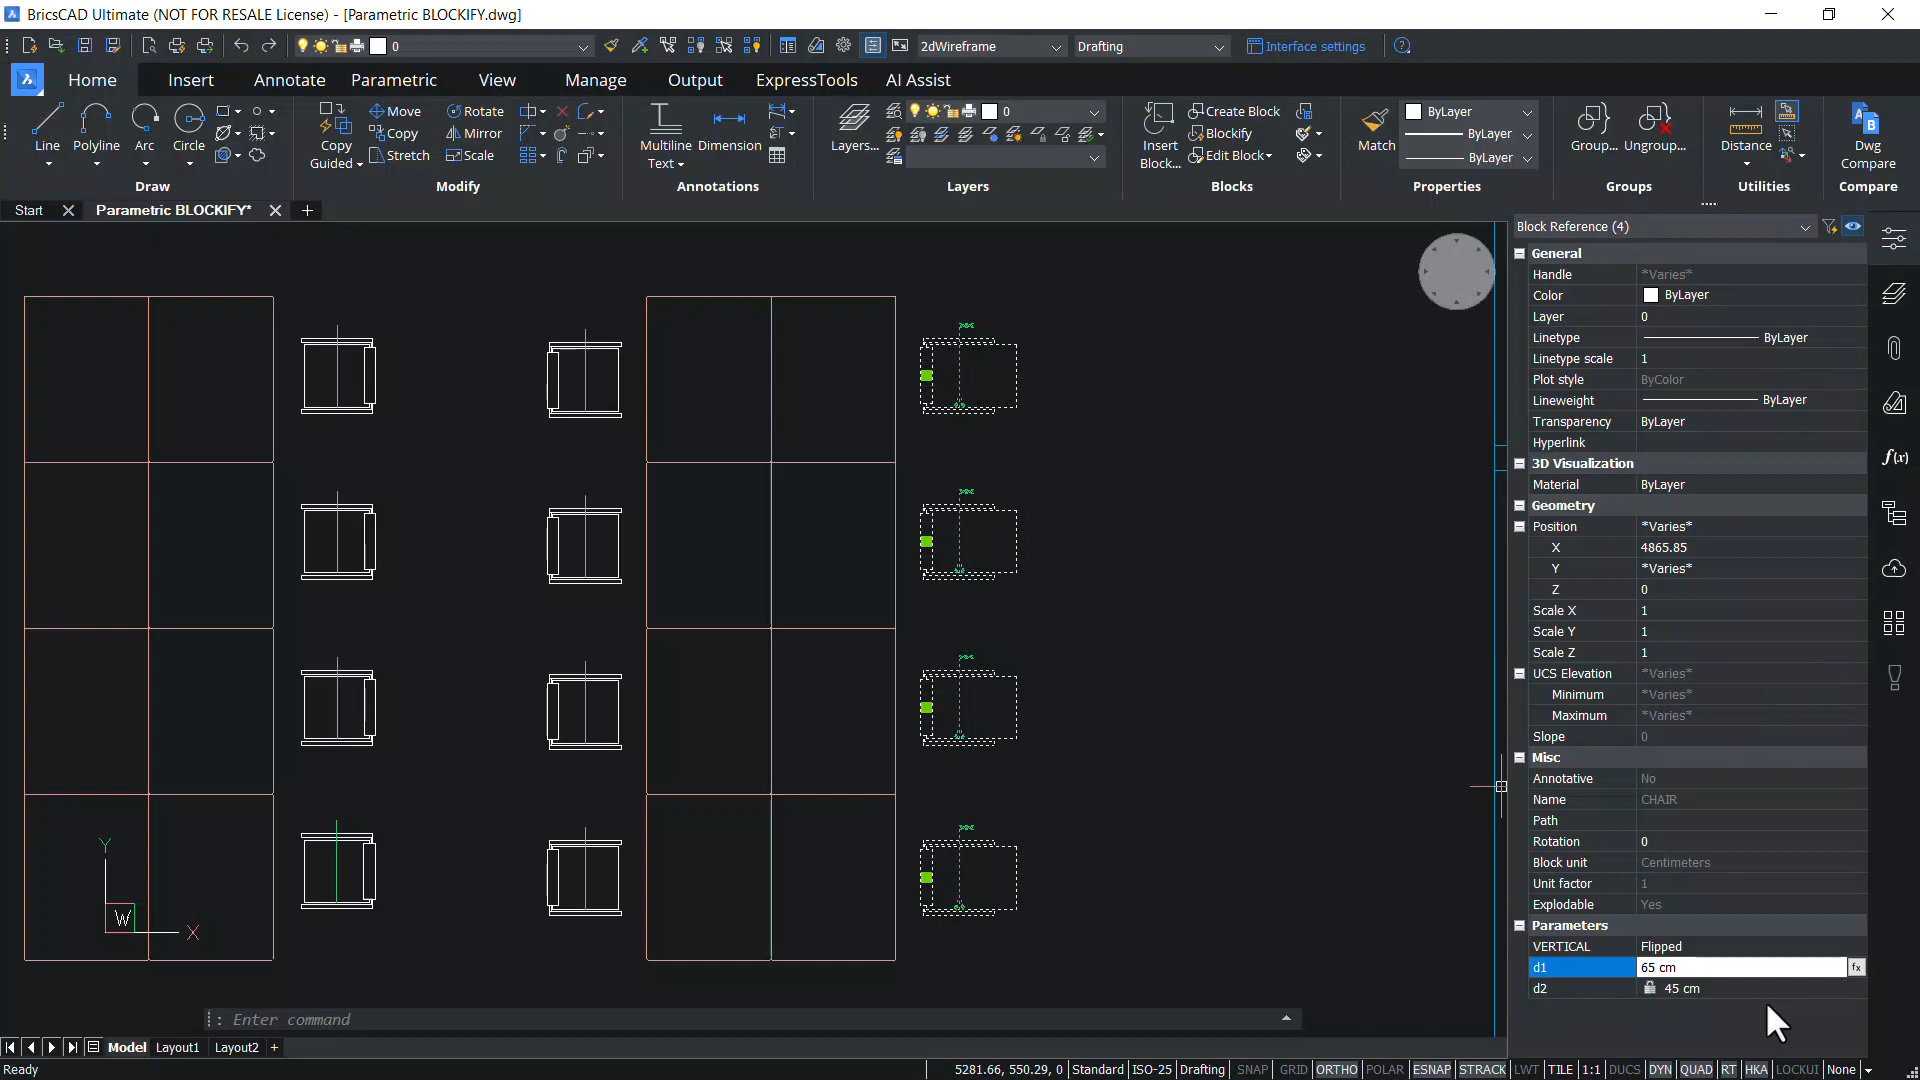 BricsCAD Ultimate (NOT FOR RESALE License) - [Parametric BLOCKIFY.dwg]
0
2dWireframe
Drafting
Interface settings
Home
Insert
Annotate
Parametric
View
Manage
Output
ExpressTools
AI Assist
Line
Polyline
Arc
Circle
Draw
Copy
Guided
Move
Copy
Stretch
Rotate
Mirror
Scale
Modify
Multiline
Text
Dimension
Annotations
Layers...
0
Layers
Insert
Block...
Create Block
Blockify
Edit Block
Blocks
Match
ByLayer
ByLayer
ByLayer
Properties
Group...
Ungroup...
Groups
Distance
Utilities
Dwg
Compare
Compare
Start
Parametric BLOCKIFY*
Block Reference (4)
General
Handle *Varies*
Color ByLayer
Layer 0
Linetype ByLayer
Linetype scale 1
Plot style ByColor
Lineweight ByLayer
Transparency ByLayer
Hyperlink
3D Visualization
Material ByLayer
Geometry
Position *Varies*
X 4865.85
Y *Varies*
Z 0
Scale X 1
Scale Y 1
Scale Z 1
UCS Elevation *Varies*
Minimum *Varies*
Maximum *Varies*
Slope 0
Misc
Annotative No
Name CHAIR
Path
Rotation 0
Block unit Centimeters
Unit factor 1
Explodable Yes
Parameters
VERTICAL Flipped
d1 65 cm
d2 45 cm
f(x)
Y
W
X
: Enter command
Model
Layout1
Layout2
+
Ready
5281.66, 550.29, 0 Standard ISO-25 Drafting SNAP GRID ORTHO POLAR ESNAP STRACK LWT TILE 1:1 DUCS DYN QUAD RT HKA LOCKUI None